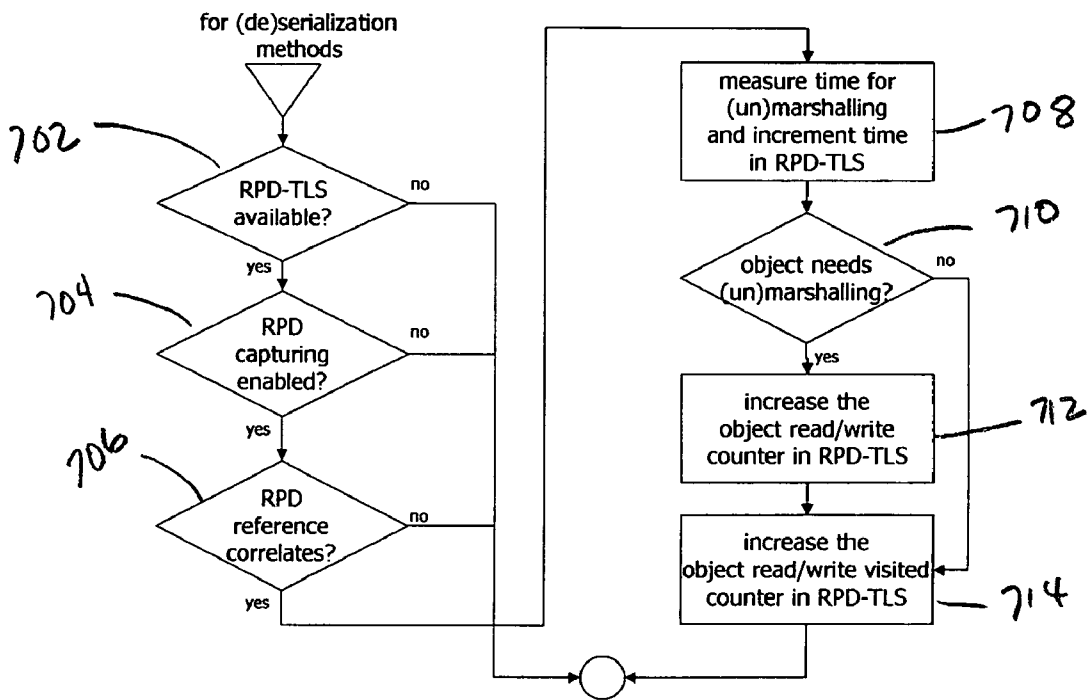 for (de)serialization
methods
702
RPD-TLS
available?
no
yes
704
RPD
capturing
enabled?
no
yes
706
RPD
reference
correlates?
no
yes
measure time for
(un)marshalling
and increment time
in RPD-TLS
708
710
object needs
(un)marshalling?
no
yes
increase the
object read/write
counter in RPD-TLS
712
increase the
object read/write visited
counter in RPD-TLS
714